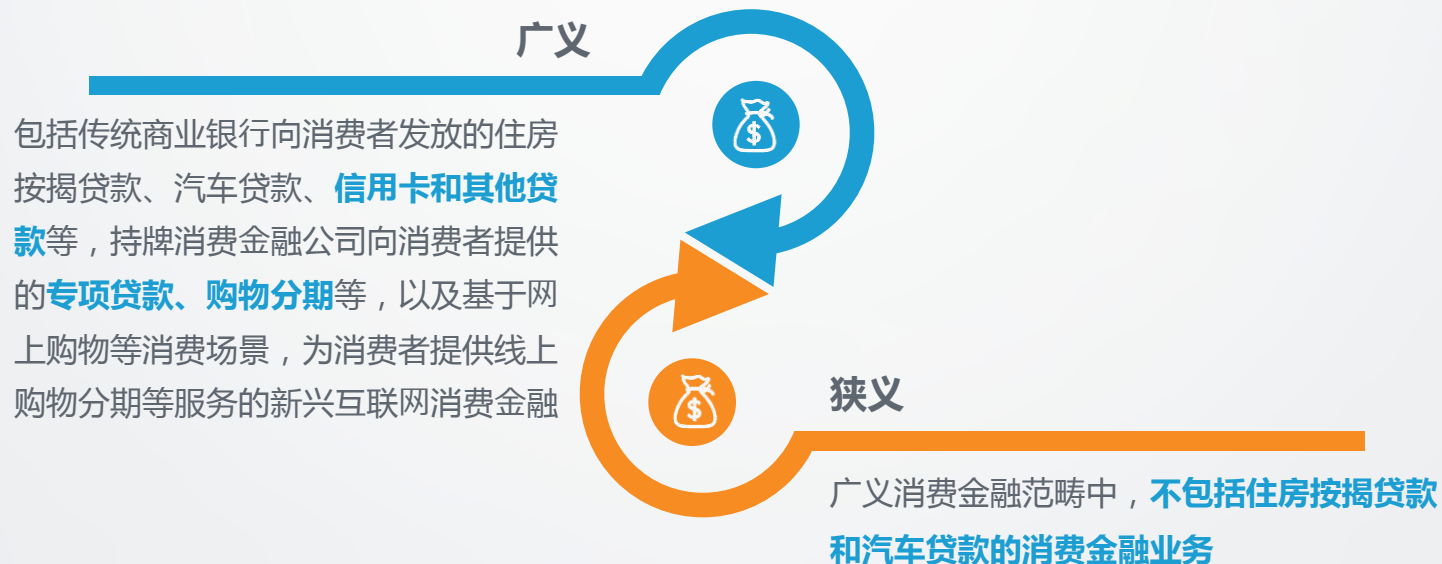 广义
包括传统商业银行向消费者发放的住房
按揭贷款、汽车贷款、信用卡和其他贷
款等，持牌消费金融公司向消费者提供
的专项贷款、购物分期等，以及基于网
上购物等消费场景，为消费者提供线上
购物分期等服务的新兴互联网消费金融
$
$
狭义
广义消费金融范畴中，不包括住房按揭贷款
和汽车贷款的消费金融业务